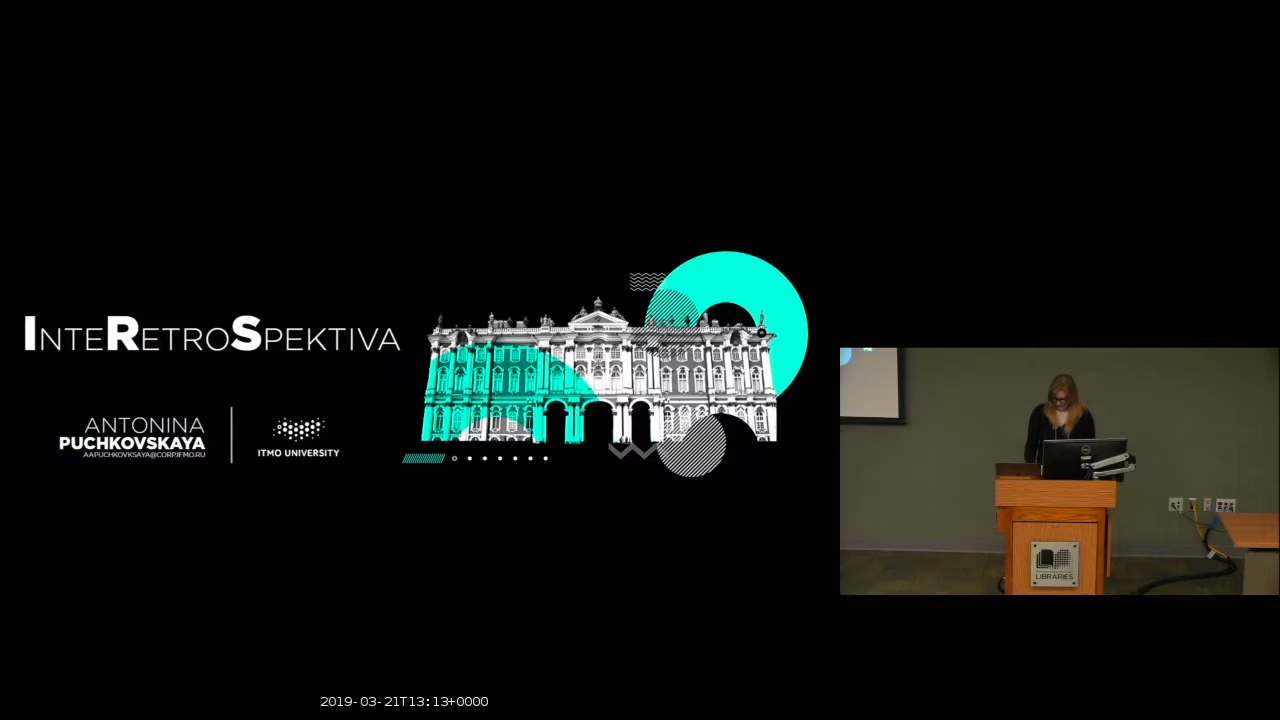 INTERETROSPEKTIVA
ANTONINA
PUCHKOVSKAYA
AAPUCHKOVKSAYA@CORP.IFMO.RU
ITMO UNIVERSITY
LIBRARIES
2019-03-21T13:13+0000